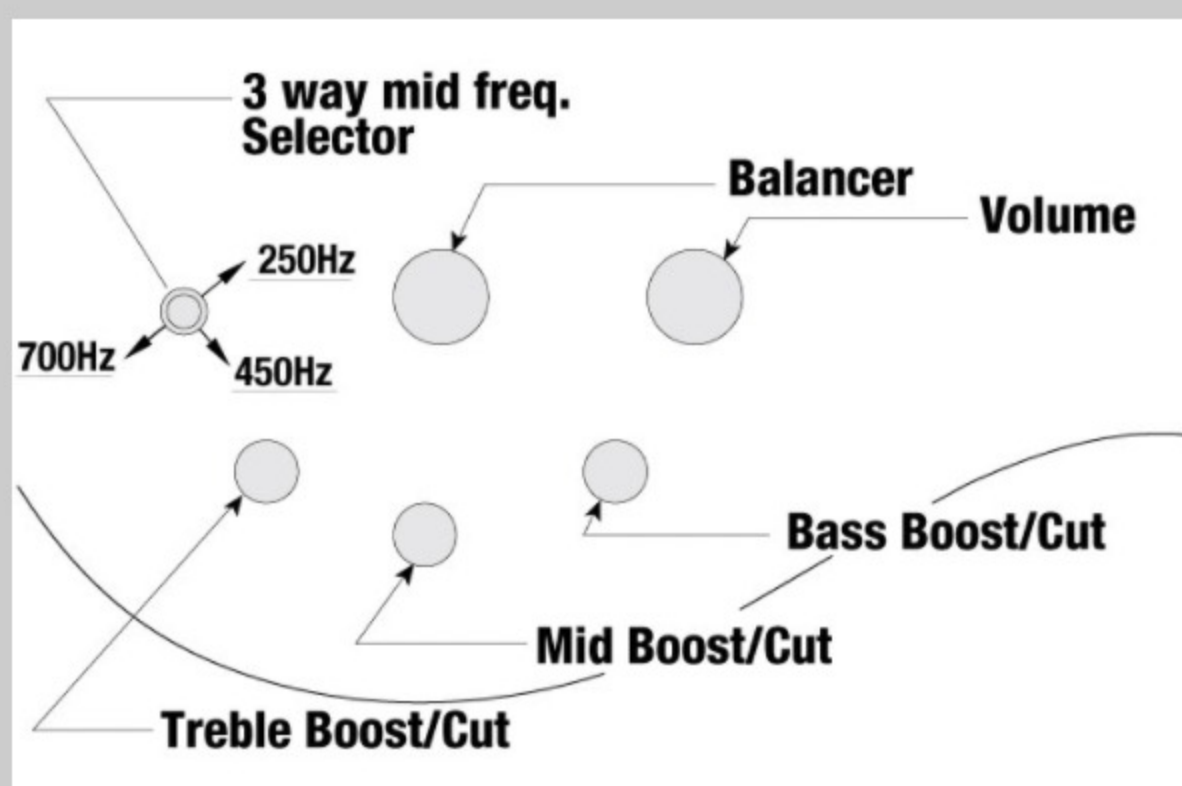 3 way mid freq.
Selector
Balancer
Volume
250Hz
700Hz
450Hz
Bass Boost/Cut
Mid Boost/Cut
Treble Boost/Cut